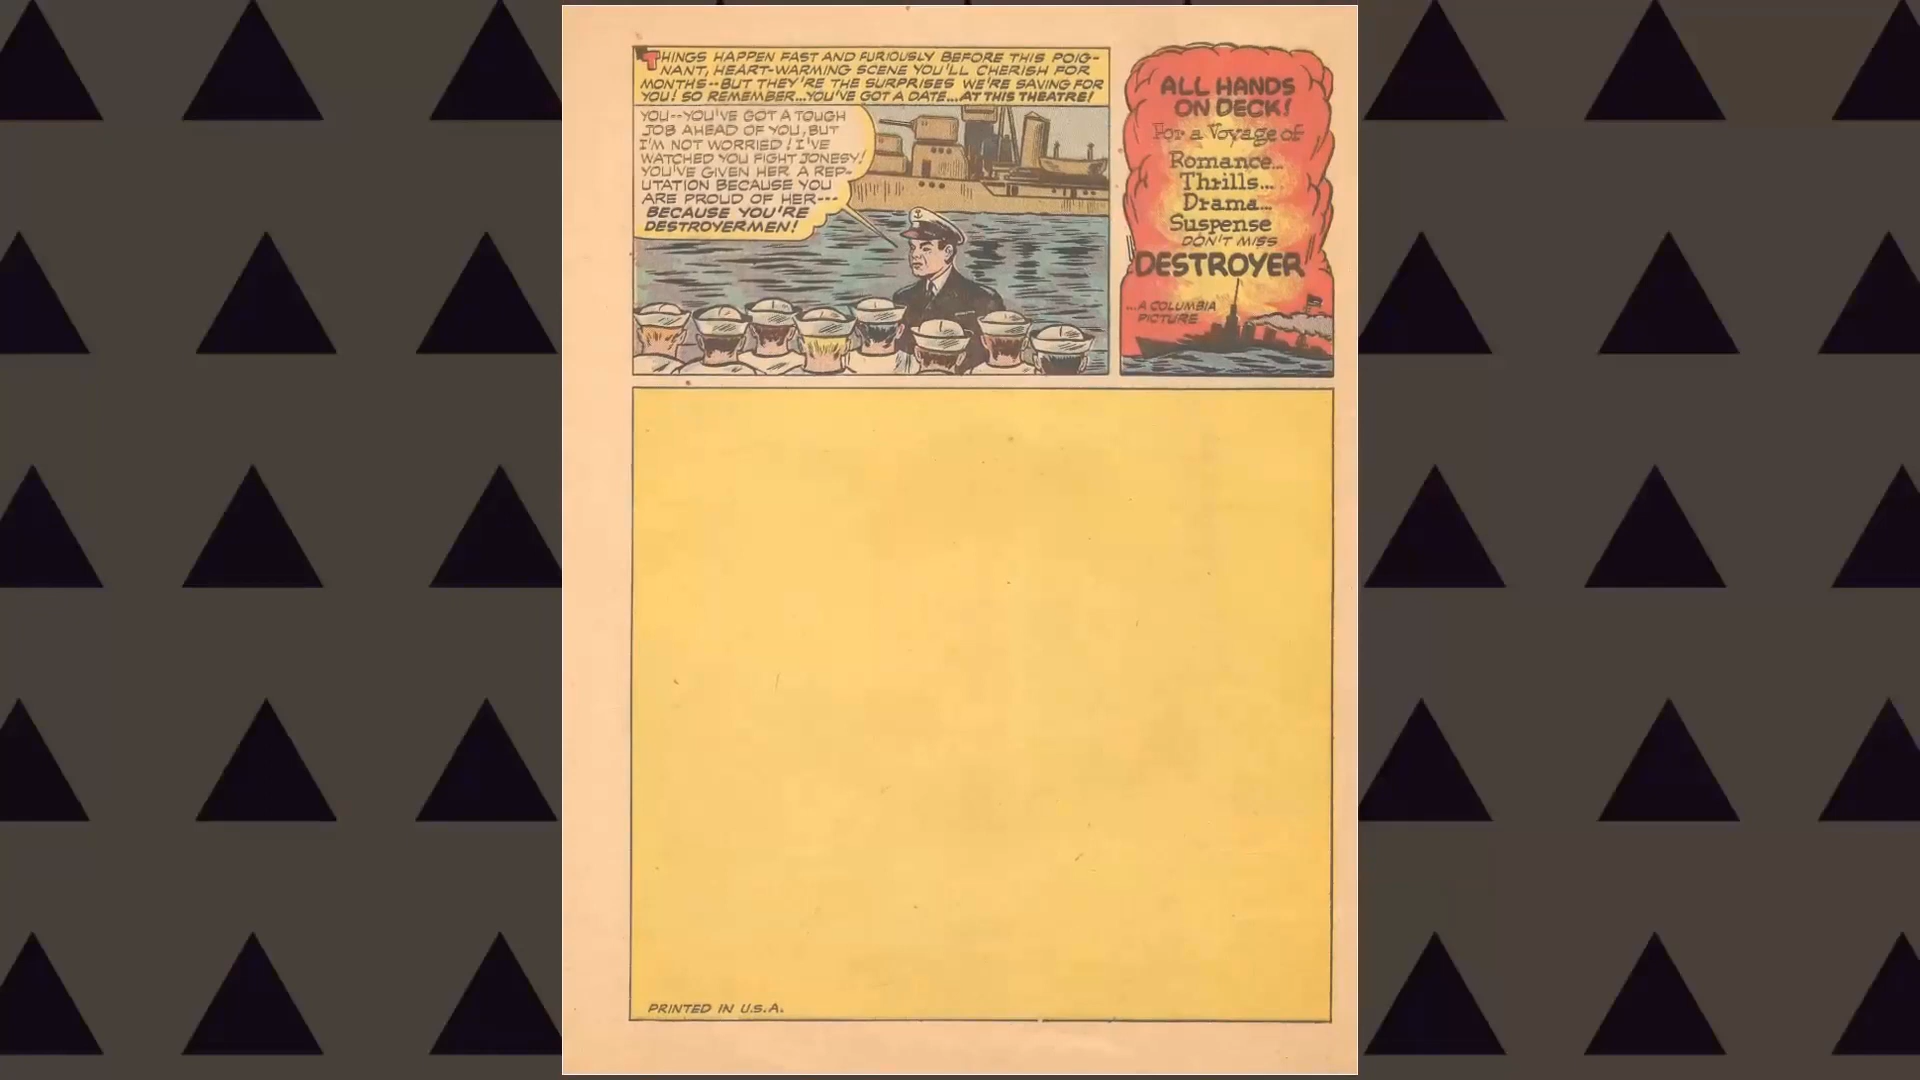 THINGS HAPPEN FAST AND FURIOUSLY BEFORE THIS POIG-
NANT, HEART-WARMING SCENE YOU'LL CHERISH FOR
MONTHS--BUT THEY'RE THE SURPRISES WE'RE SAVING FOR
YOU! SO REMEMBER...YOU'VE GOT A DATE...AT THIS THEATRE!
YOU--YOU'VE GOT A TOUGH
JOB AHEAD OF YOU, BUT
I'M NOT WORRIED! I'VE
WATCHED YOU FIGHT JONESY!
YOU'VE GIVEN HER A REP-
UTATION BECAUSE YOU
ARE PROUD OF HER---
BECAUSE YOU'RE
DESTROYERMEN!
ALL HANDS
ON DECK!
For a Voyage of
Romance...
Thrills...
Drama...
Suspense
DON'T MISS
DESTROYER
...A COLUMBIA
PICTURE
PRINTED IN U.S.A.